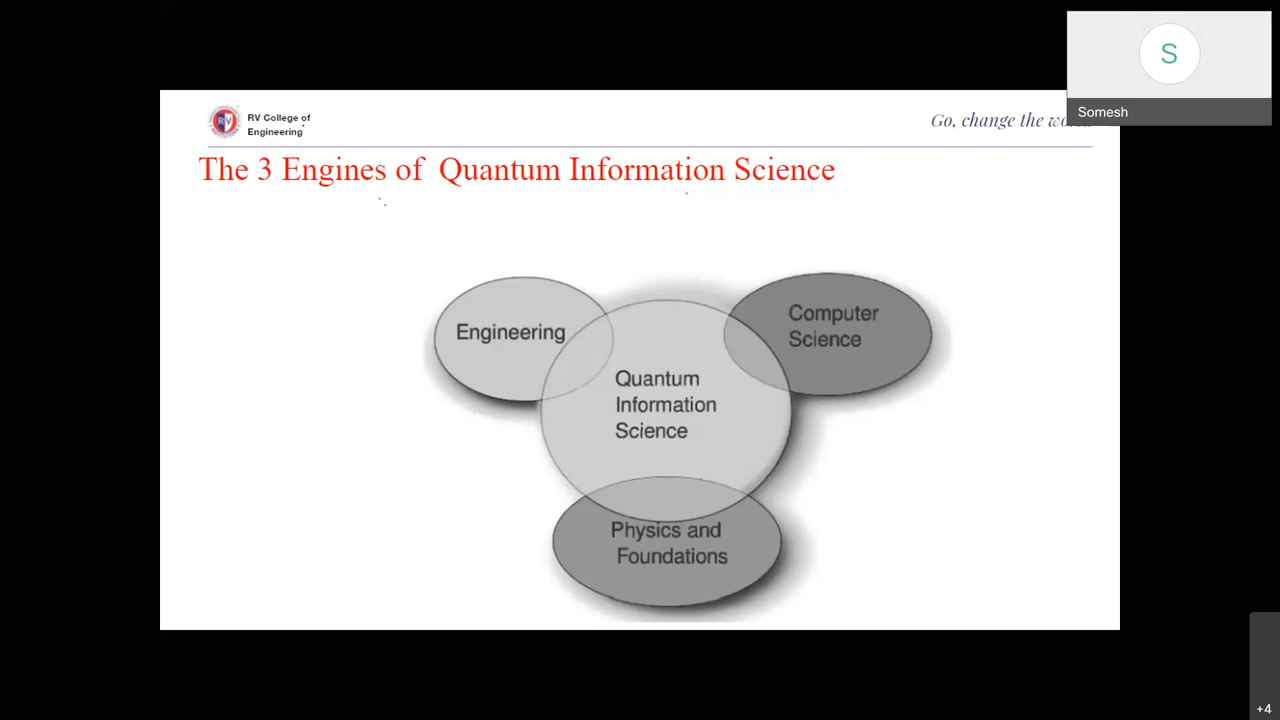 RV College of
Engineering
Go, change the
S
Somesh
The 3 Engines of Quantum Information Science
Engineering
Computer
Science
Quantum
Information
Science
Physics and
Foundations
+4